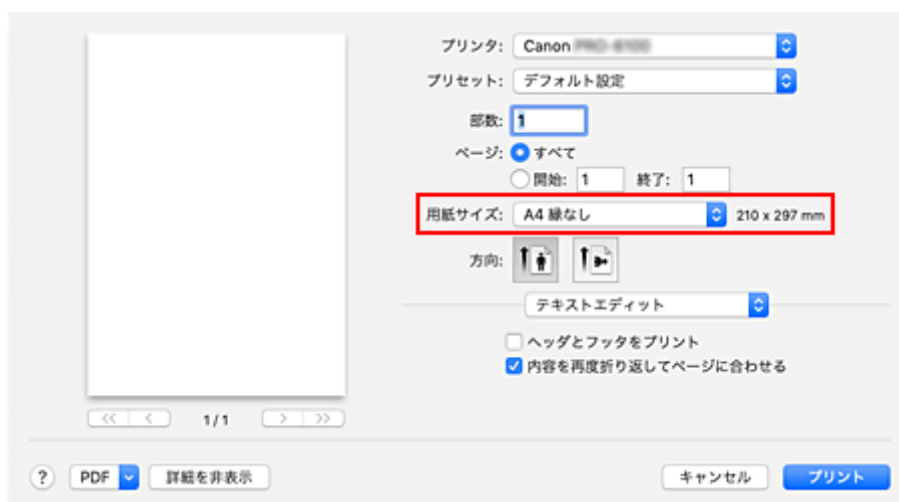 プリンタ: Canon
プリセット: デフォルト設定
部数: 1
ページ: すべて
開始: 1 終了: 1
用紙サイズ: A4 縁なし 210 x 297 mm
方向:
テキストエディット
ヘッダとフッタをプリント
内容を再度折り返してページに合わせる
<< < 1/1 > >>
? PDF 詳細を非表示 キャンセル プリント